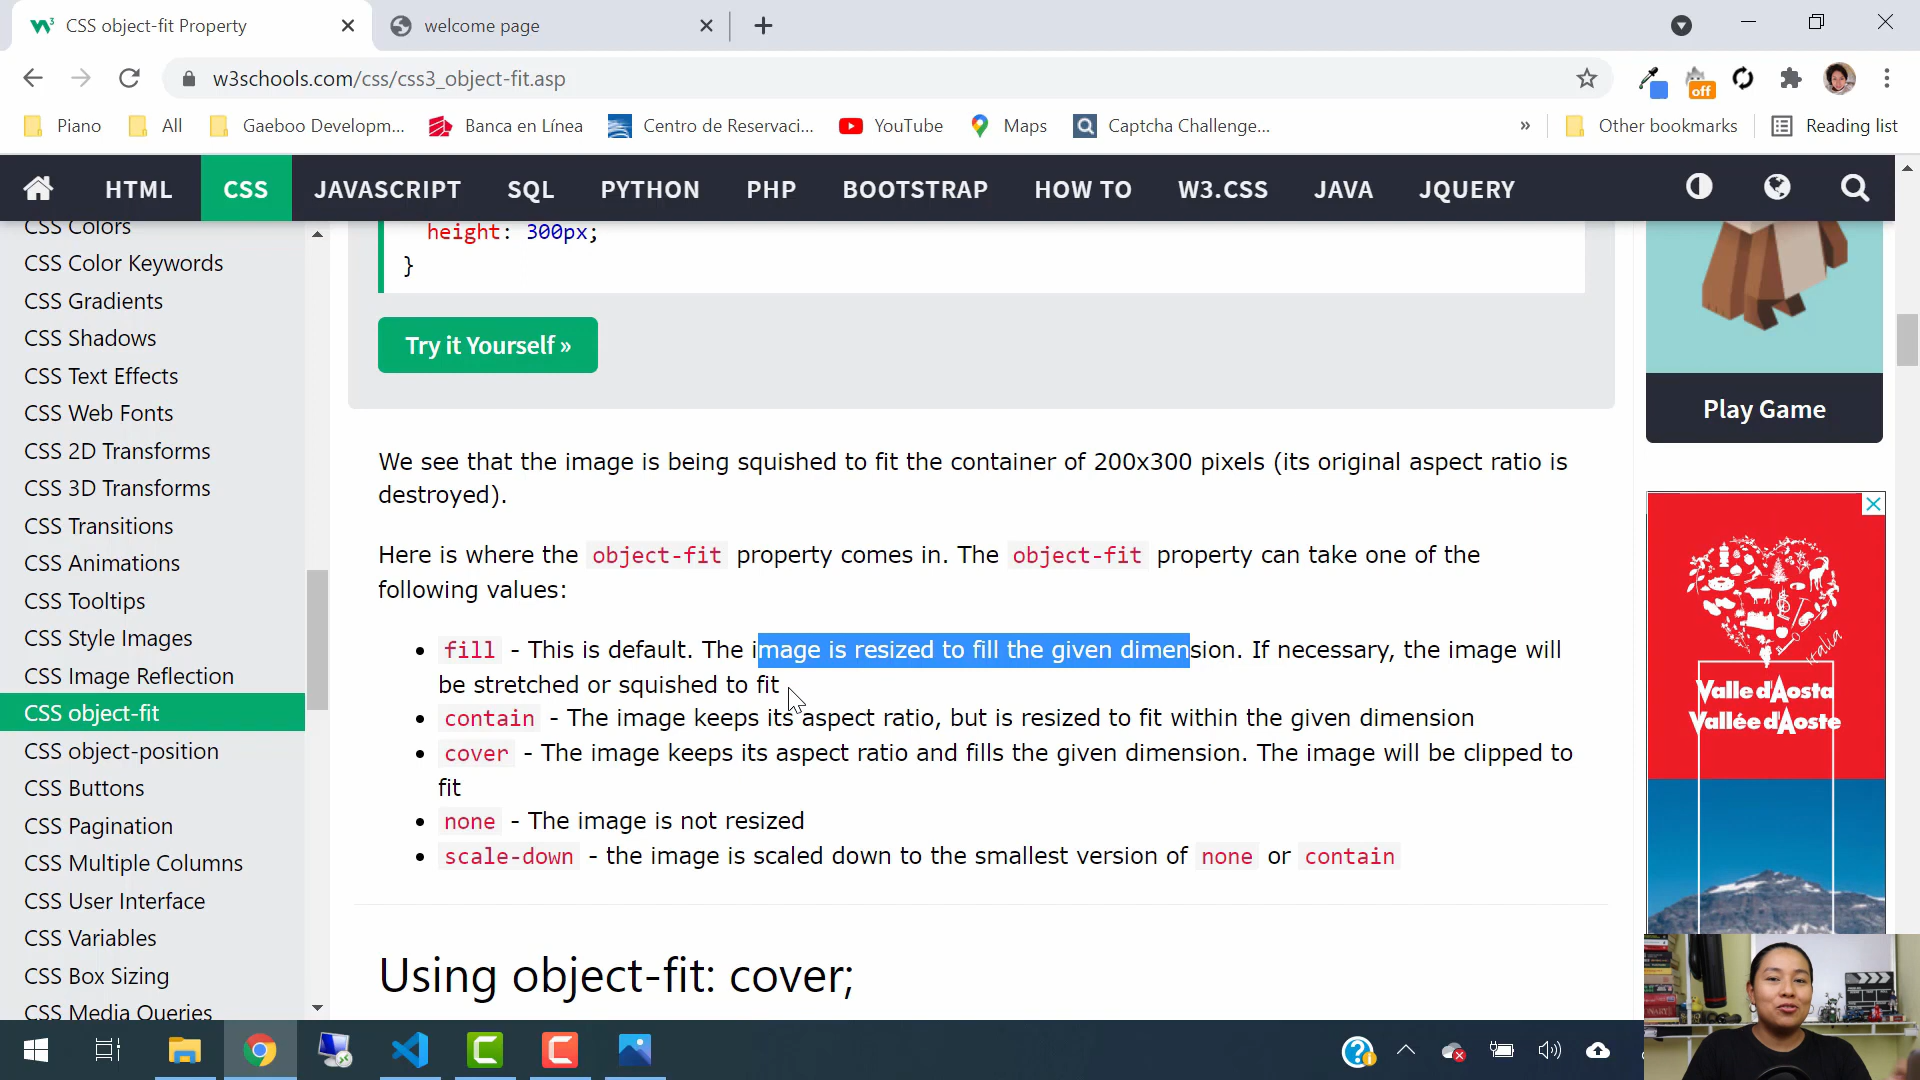 CSS object-fit Property
welcome page
w3schools.com/css/css3_object-fit.asp
off
Piano
All
Gaeboo Developm...
Banca en Línea
Centro de Reservaci...
YouTube
Maps
Captcha Challenge...
»
Other bookmarks
Reading list
HTML
CSS
JAVASCRIPT
SQL
PYTHON
PHP
BOOTSTRAP
HOW TO
W3.CSS
JAVA
JQUERY
CSS Colors
CSS Color Keywords
CSS Gradients
CSS Shadows
CSS Text Effects
CSS Web Fonts
CSS 2D Transforms
CSS 3D Transforms
CSS Transitions
CSS Animations
CSS Tooltips
CSS Style Images
CSS Image Reflection
CSS object-fit
CSS object-position
CSS Buttons
CSS Pagination
CSS Multiple Columns
CSS User Interface
CSS Variables
CSS Box Sizing
CSS Media Queries
height: 300px;
}
Try it Yourself »
We see that the image is being squished to fit the container of 200x300 pixels (its original aspect ratio is
destroyed).
Here is where the object-fit property comes in. The object-fit property can take one of the
following values:
• fill - This is default. The image is resized to fill the given dimension. If necessary, the image will
be stretched or squished to fit
• contain - The image keeps its aspect ratio, but is resized to fit within the given dimension
• cover - The image keeps its aspect ratio and fills the given dimension. The image will be clipped to
fit
• none - The image is not resized
• scale-down - the image is scaled down to the smallest version of none or contain
Using object-fit: cover;
Play Game
Italia
Valle d'Aosta
Vallée d'Aoste